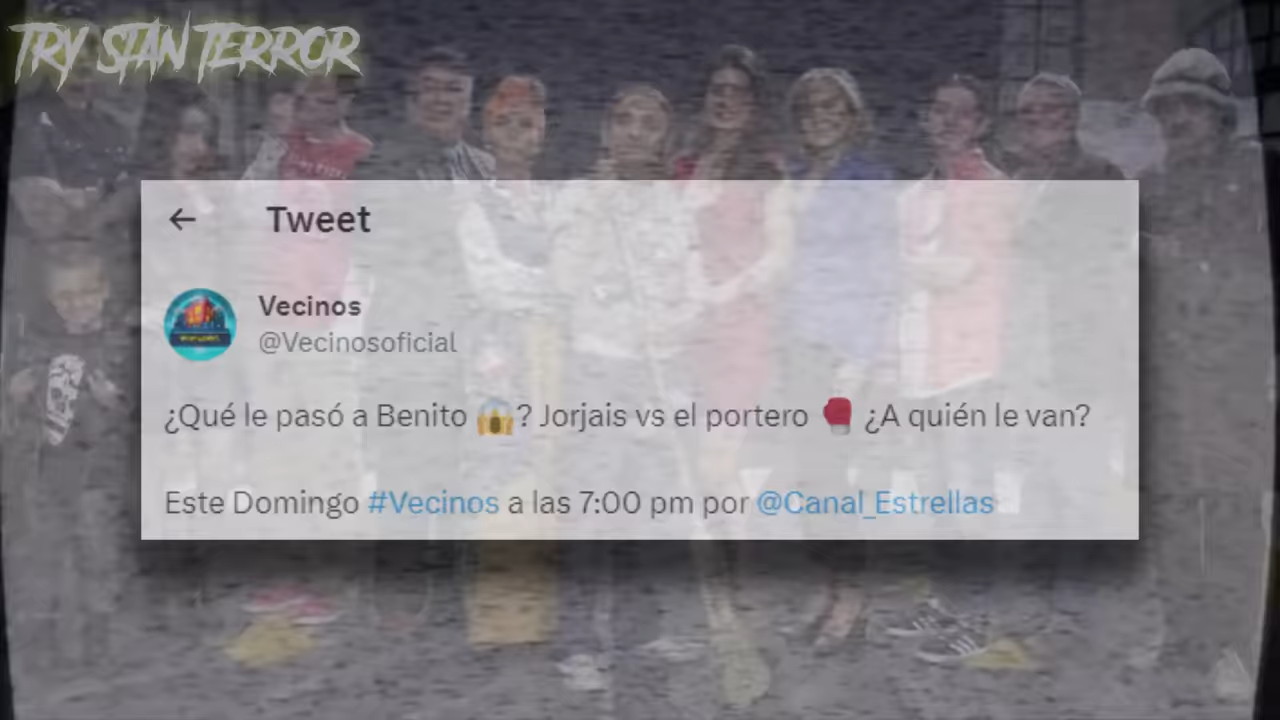 TRY STAN TERROR
← Tweet
Vecinos
@Vecinosoficial
¿Qué le pasó a Benito 😱? Jorjais vs el portero 🥊 ¿A quién le van?
Este Domingo #Vecinos a las 7:00 pm por @Canal_Estrellas